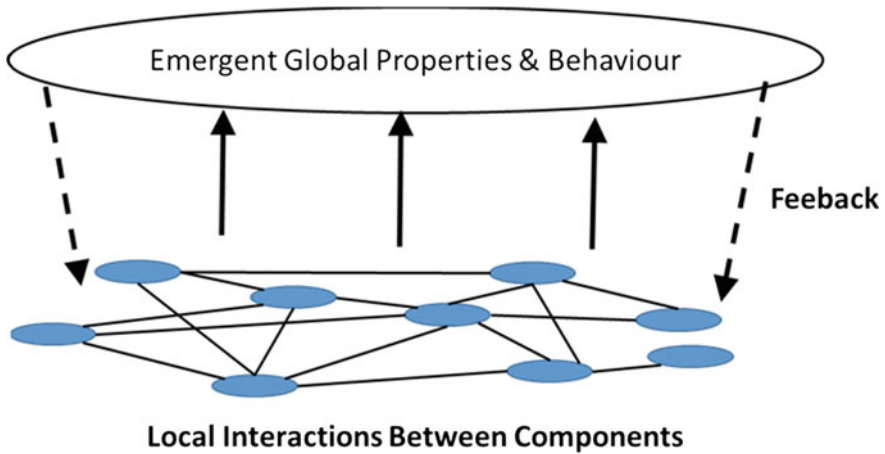 Emergent Global Properties & Behaviour
Feeback
Local Interactions Between Components